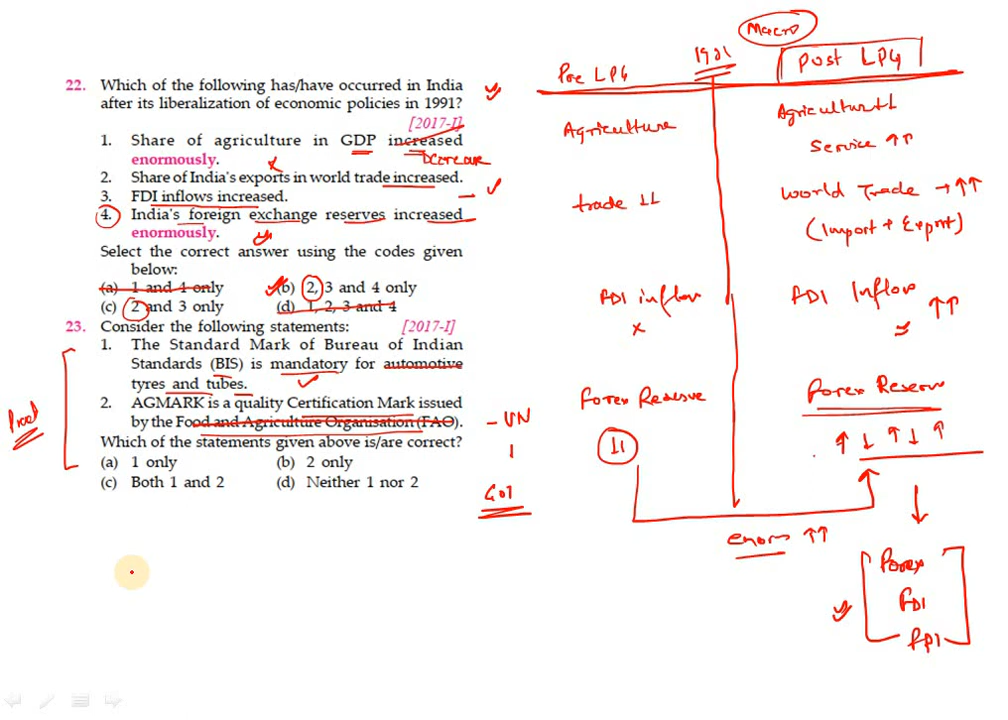 22. Which of the following has/have occurred in India
after its liberalization of economic policies in 1991?
[2017-I]
1. Share of agriculture in GDP increased
Decrease
enormously.
2. Share of India's exports in world trade increased.
3. FDI inflows increased.
4. India's foreign exchange reserves increased
enormously.
Select the correct answer using the codes given
below:
(a) 1 and 4 only (b) 2, 3 and 4 only
(c) 2 and 3 only (d) 1, 2, 3 and 4
23. Consider the following statements: [2017-I]
1. The Standard Mark of Bureau of Indian
Standards (BIS) is mandatory for automotive
tyres and tubes.
2. AGMARK is a quality Certification Mark issued
by the Food and Agriculture Organisation (FAO).
Which of the statements given above is/are correct?
(a) 1 only (b) 2 only
(c) Both 1 and 2 (d) Neither 1 nor 2
- UN
GOI
Macro
Pre LPG 1991 Post LPG
Agriculture Agriculture ↓↓
Service ↑↑
trade ↓↓ World Trade → ↑↑
(Import + Export)
FDI inflow FDI Inflow ↑↑
x
Forex Reserve Forex Reserve
↓↓ ↑ ↓ ↑ ↓ ↑
enorm ↑↑
Forex
FDI
FPI